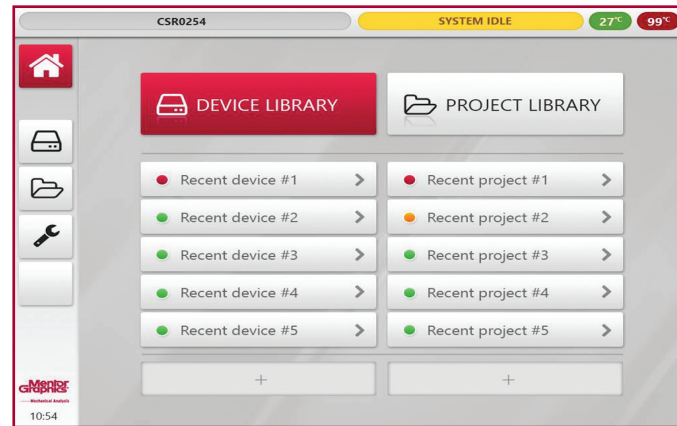 CSR0254
SYSTEM IDLE
27°C
99°C
DEVICE LIBRARY
PROJECT LIBRARY
Recent device #1
Recent project #1
Recent device #2
Recent project #2
Recent device #3
Recent project #3
Recent device #4
Recent project #4
Recent device #5
Recent project #5
+
+
Mentor
Graphics
Mechanical Analysis
10:54